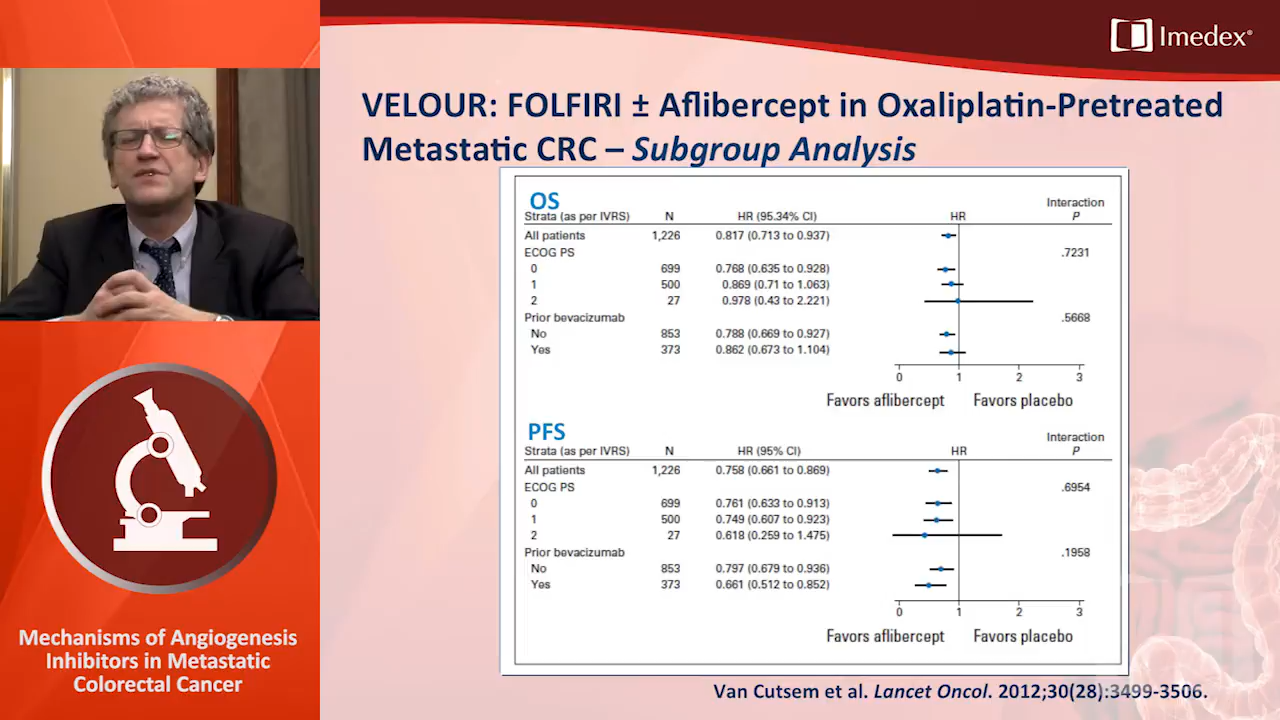 Imedex®
VELOUR: FOLFIRI ± Aflibercept in Oxaliplatin-Pretreated
Metastatic CRC – Subgroup Analysis
OS
Interaction
Strata (as per IVRS) N HR (95.34% CI) HR P
All patients 1,226 0.817 (0.713 to 0.937)
ECOG PS .7231
0 699 0.768 (0.635 to 0.928)
1 500 0.869 (0.71 to 1.063)
2 27 0.978 (0.43 to 2.221)
Prior bevacizumab .5668
No 853 0.788 (0.669 to 0.927)
Yes 373 0.862 (0.673 to 1.104)
0 1 2 3
Favors aflibercept Favors placebo
PFS
Interaction
Strata (as per IVRS) N HR (95% CI) HR P
All patients 1,226 0.758 (0.661 to 0.869)
ECOG PS .6954
0 699 0.761 (0.633 to 0.913)
1 500 0.749 (0.607 to 0.923)
2 27 0.618 (0.259 to 1.475)
Prior bevacizumab .1958
No 853 0.797 (0.679 to 0.936)
Yes 373 0.661 (0.512 to 0.852)
0 1 2 3
Favors aflibercept Favors placebo
Mechanisms of Angiogenesis
Inhibitors in Metastatic
Colorectal Cancer
Van Cutsem et al. Lancet Oncol. 2012;30(28):3499-3506.